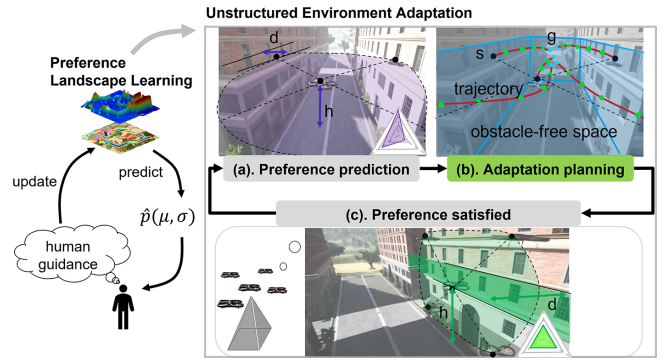 Unstructured Environment Adaptation
Preference
Landscape Learning
update
predict
p̂(μ, σ)
human
guidance
d
h
s
g
trajectory
obstacle-free space
(a). Preference prediction
(b). Adaptation planning
(c). Preference satisfied
h
d